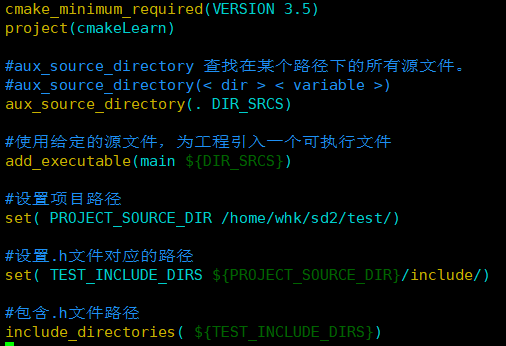 cmake_minimum_required(VERSION 3.5)
project(cmakeLearn)
#aux_source_directory 查找在某个路径下的所有源文件。
#aux_source_directory(< dir > < variable >)
aux_source_directory(. DIR_SRCS)
#使用给定的源文件，为工程引入一个可执行文件
add_executable(main ${DIR_SRCS})
#设置项目路径
set( PROJECT_SOURCE_DIR /home/whk/sd2/test/)
#设置.h文件对应的路径
set( TEST_INCLUDE_DIRS ${PROJECT_SOURCE_DIR}/include/)
#包含.h文件路径
include_directories( ${TEST_INCLUDE_DIRS})